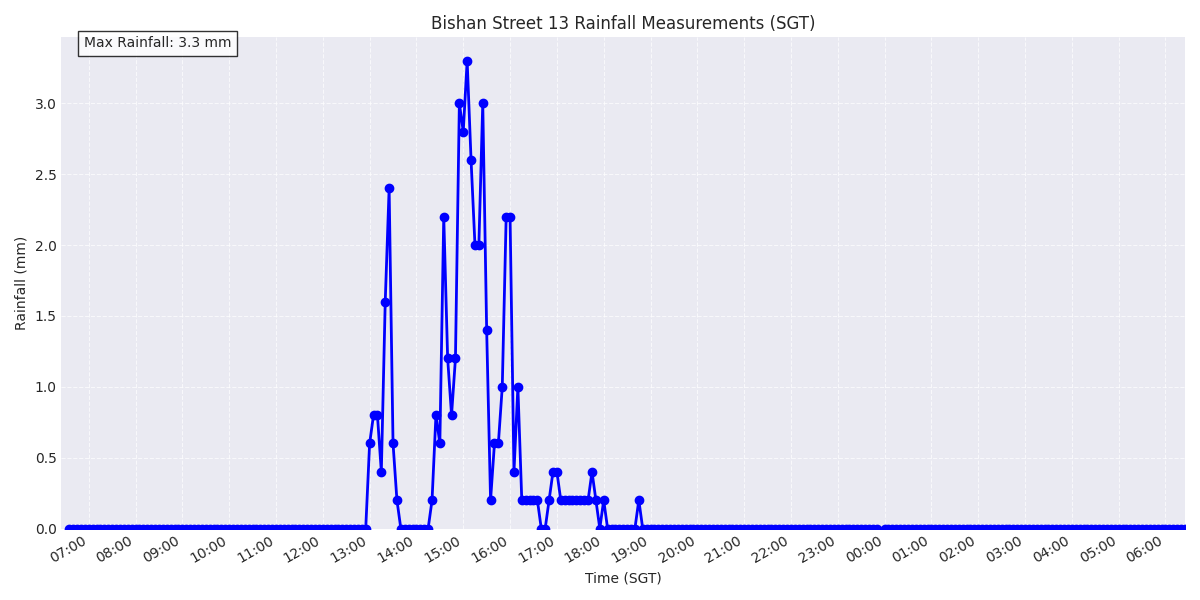 Bishan Street 13 Rainfall Measurements (SGT)
Max Rainfall: 3.3 mm
Rainfall (mm)
3.0
2.5
2.0
1.5
1.0
0.5
0.0
07:00 08:00 09:00 10:00 11:00 12:00 13:00 14:00 15:00 16:00 17:00 18:00 19:00 20:00 21:00 22:00 23:00 00:00 01:00 02:00 03:00 04:00 05:00 06:00
Time (SGT)